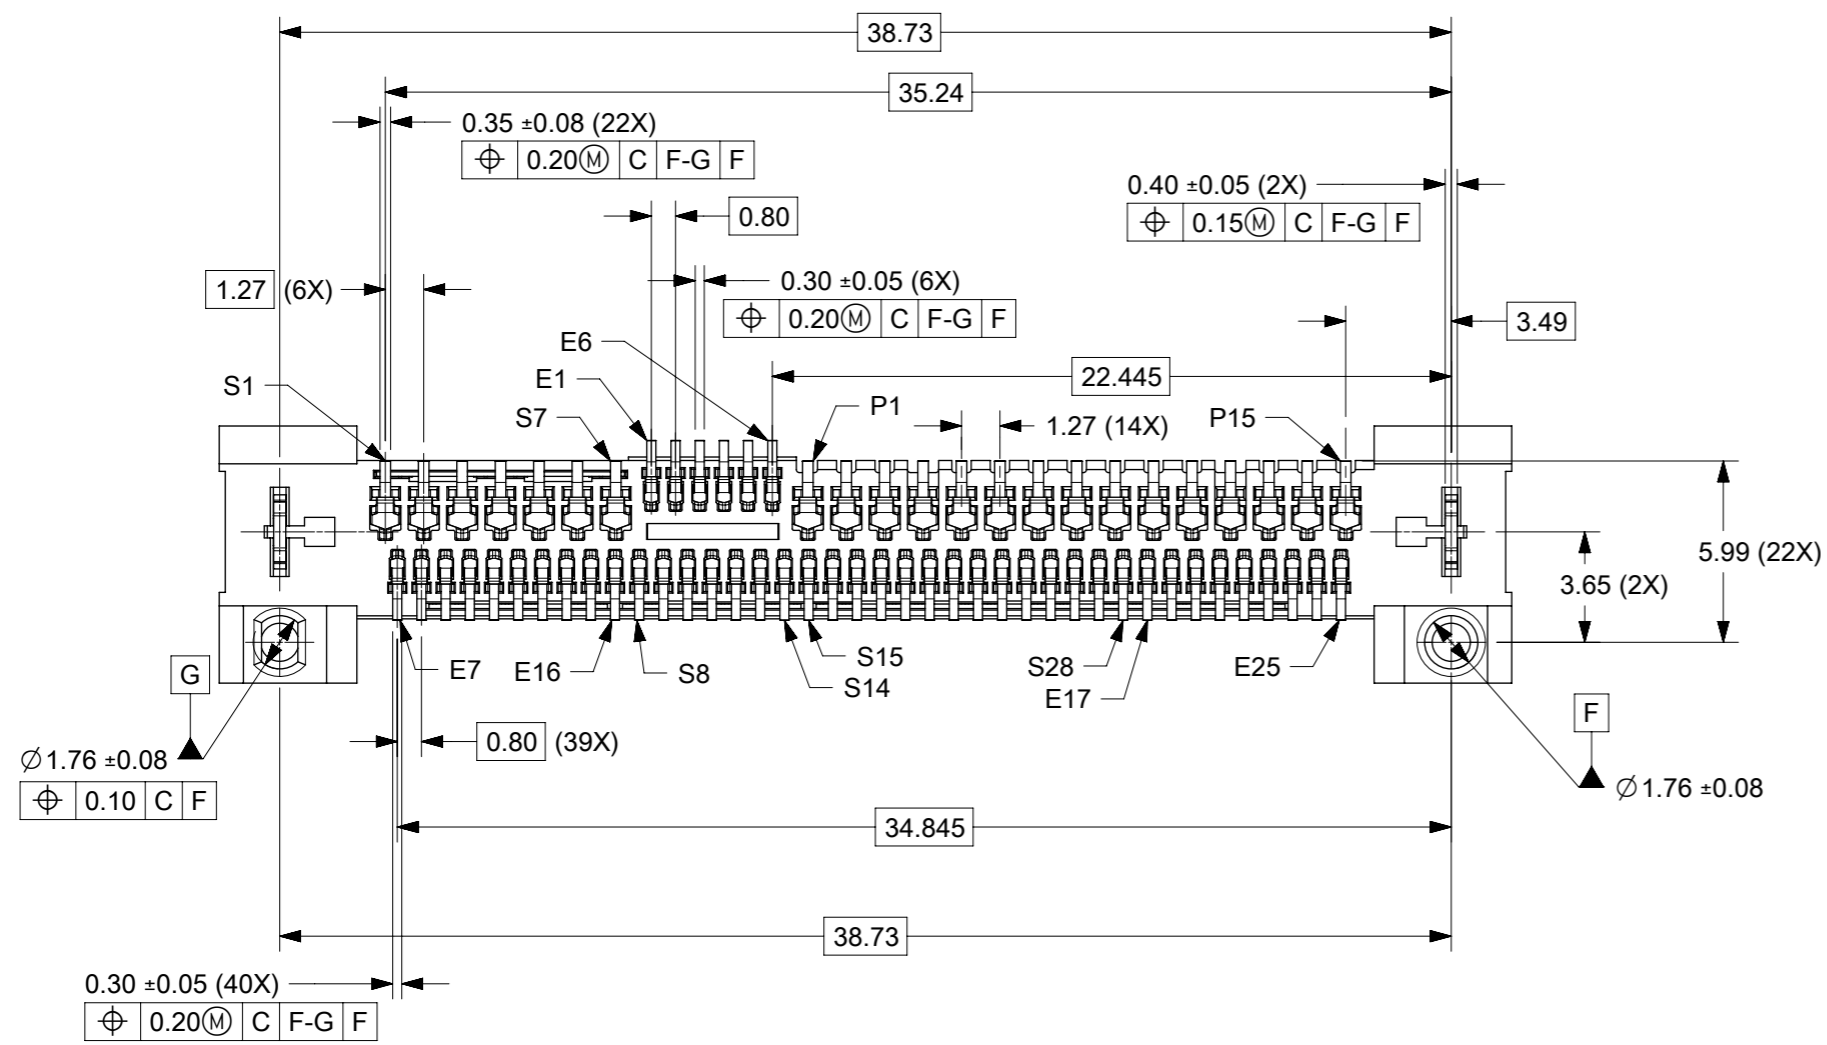 38.73
35.24
0.35 ±0.08 (22X)
⌖ 0.20Ⓜ C F-G F
0.40 ±0.05 (2X)
⌖ 0.15Ⓜ C F-G F
0.80
1.27 (6X)
0.30 ±0.05 (6X)
⌖ 0.20Ⓜ C F-G F
3.49
E6
22.445
S1
E1
S7
P1
1.27 (14X)
P15
5.99 (22X)
3.65 (2X)
G
E7
E16
S8
S15
S14
S28
E17
E25
F
0.80 (39X)
∅1.76 ±0.08
⌖ 0.10 C F
∅1.76 ±0.08
34.845
38.73
0.30 ±0.05 (40X)
⌖ 0.20Ⓜ C F-G F